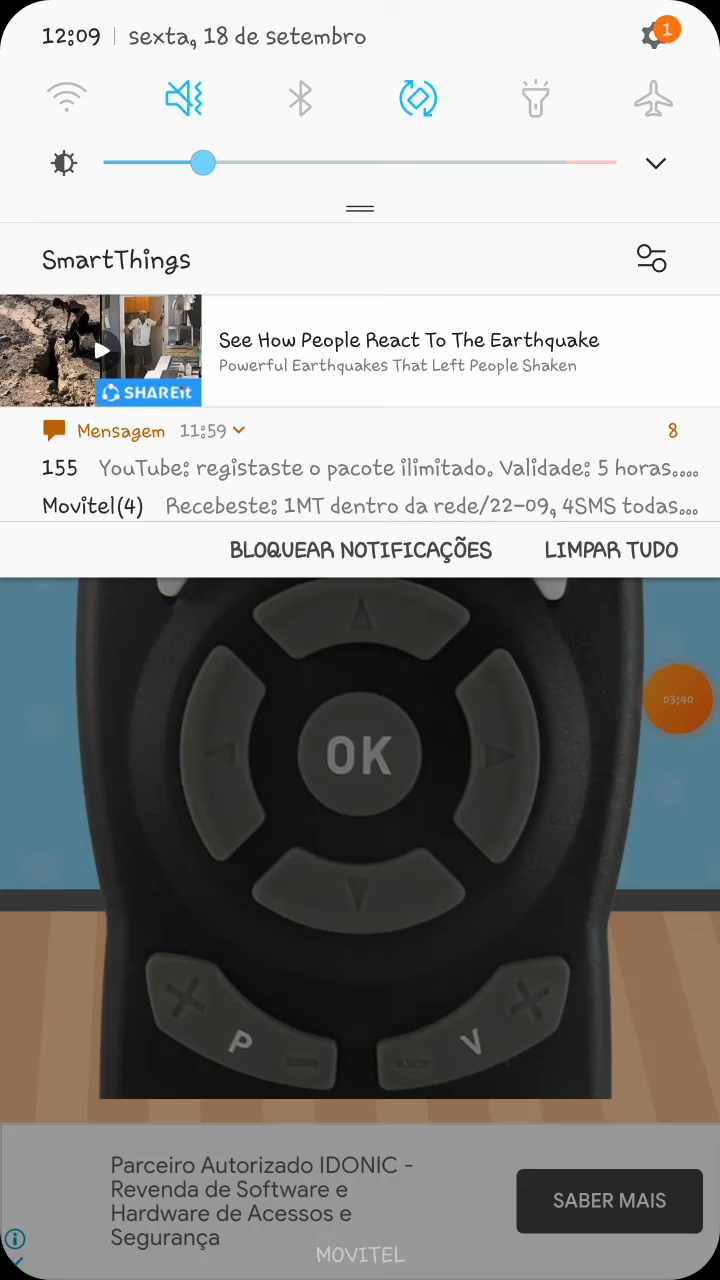 12:09 | sexta, 18 de setembro
1
SmartThings
See How People React To The Earthquake
Powerful Earthquakes That Left People Shaken
SHAREit
Mensagem 11:59
8
155 YouTube: registaste o pacote ilimitado. Validade: 5 horas....
Movitel(4) Recebeste: 1MT dentro da rede/22-09, 4SMS todas...
BLOQUEAR NOTIFICAÇÕES LIMPAR TUDO
03:40
OK
P
V
Parceiro Autorizado IDONIC -
Revenda de Software e
Hardware de Acessos e
Segurança
SABER MAIS
MOVITEL